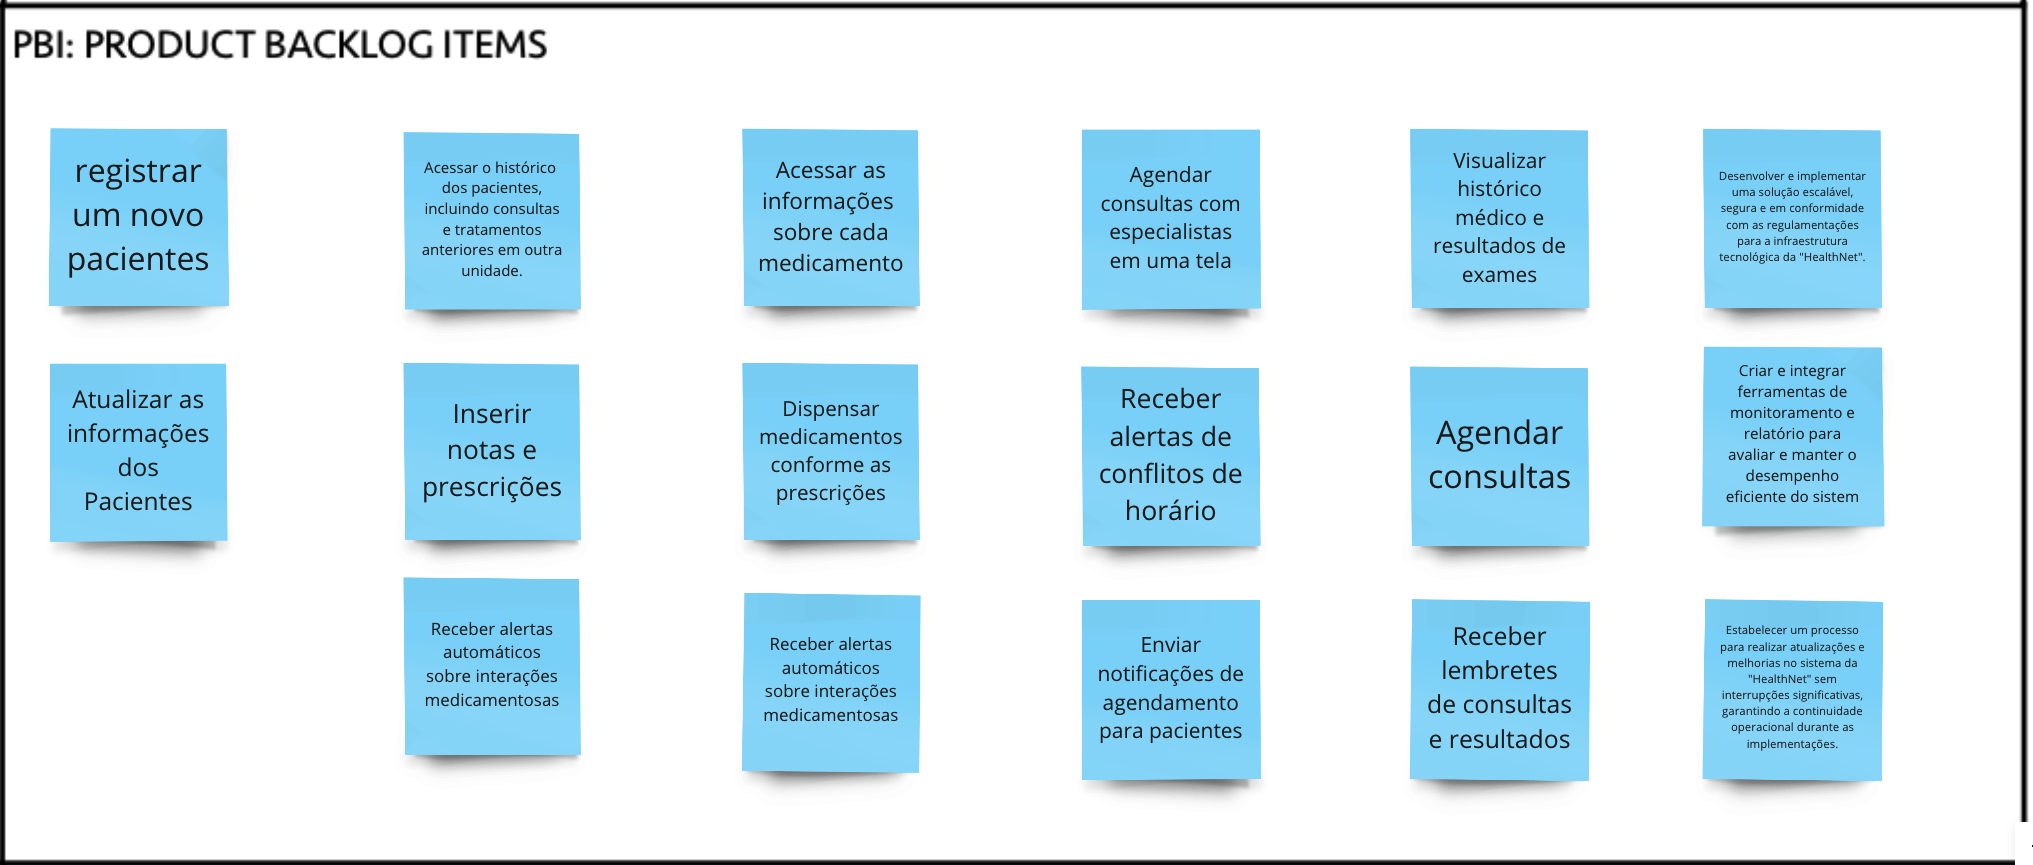 PBI: PRODUCT BACKLOG ITEMS
registrar
um novo
pacientes
Acessar o histórico
dos pacientes,
incluindo consultas
e tratamentos
anteriores em outra
unidade.
Acessar as
informações
sobre cada
medicamento
Agendar
consultas com
especialistas
em uma tela
Visualizar
histórico
médico e
resultados de
exames
Desenvolver e implementar
uma solução escalável,
segura e em conformidade
com as regulamentações
para a infraestrutura
tecnológica da "HealthNet".
Atualizar as
informações
dos
Pacientes
Inserir
notas e
prescrições
Dispensar
medicamentos
conforme as
prescrições
Receber
alertas de
conflitos de
horário
Agendar
consultas
Criar e integrar
ferramentas de
monitoramento e
relatório para
avaliar e manter o
desempenho
eficiente do sistem
Receber alertas
automáticos
sobre interações
medicamentosas
Receber alertas
automáticos
sobre interações
medicamentosas
Enviar
notificações de
agendamento
para pacientes
Receber
lembretes
de consultas
e resultados
Estabelecer um processo
para realizar atualizações e
melhorias no sistema da
"HealthNet" sem
interrupções significativas,
garantindo a continuidade
operacional durante as
implementações.